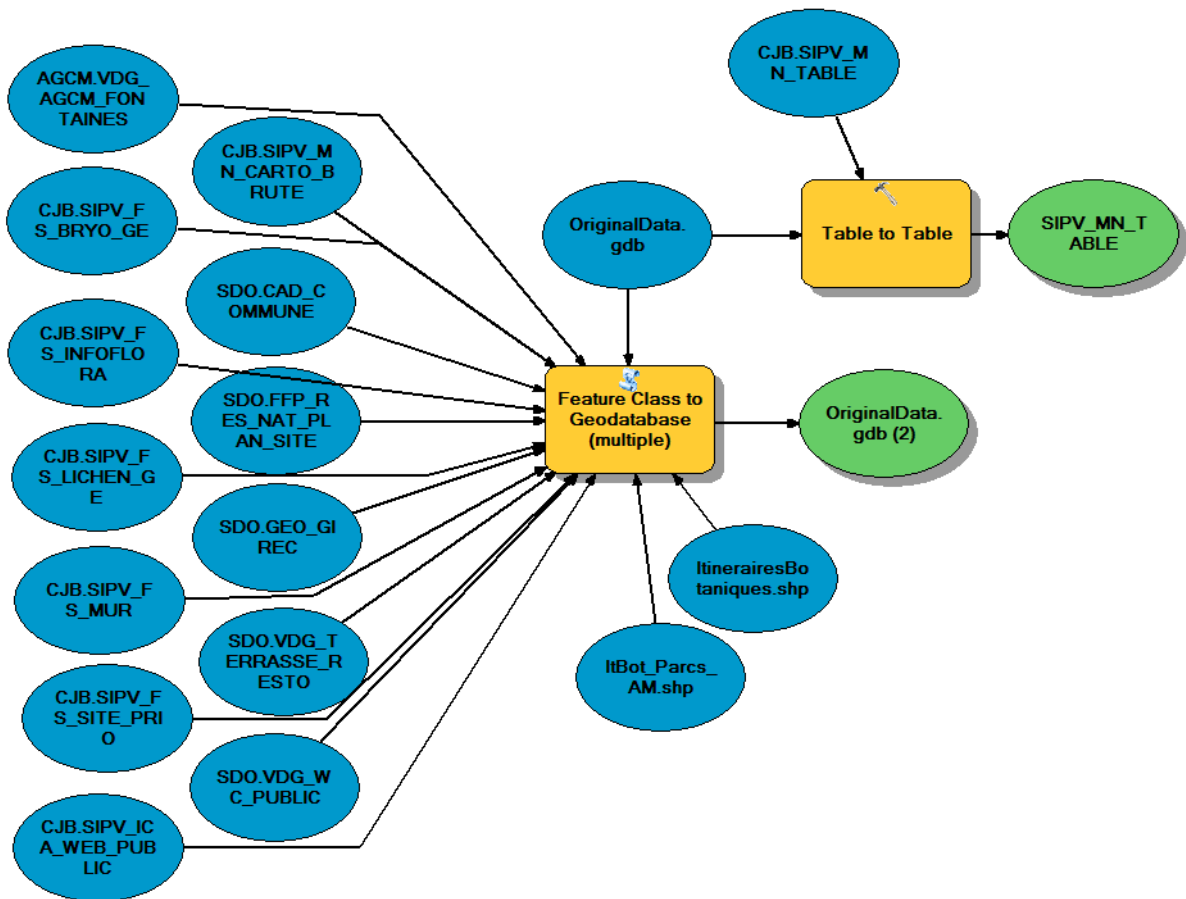 CJB.SIPV_M
N_TABLE
AGCM.VDG_
AGCM_FON
TAINES
CJB.SIPV_MN
N_CARTO_B
RUTE
CJB.SIPV_F
S_BRYO_GE
OriginalData.
gdb
Table to Table
SIPV_MN_T
ABLE
SDO.CAD_C
OMMUNE
CJB.SIPV_F
S_INFOFLO
RA
SDO.FFP_R
ES_NAT_PL
AN_SITE
Feature Class to
Geodatabase
(multiple)
OriginalData.
gdb (2)
CJB.SIPV_F
S_LICHEN_G
E
SDO.GEO_GI
REC
ItinerairesBo
taniques.shp
CJB.SIPV_F
S_MUR
SDO.VDG_T
ERRASSE_R
ESTO
ItBot_Parcs_
AM.shp
CJB.SIPV_F
S_SITE_PRI
O
SDO.VDG_W
C_PUBLIC
CJB.SIPV_IC
A_WEB_PUB
LIC